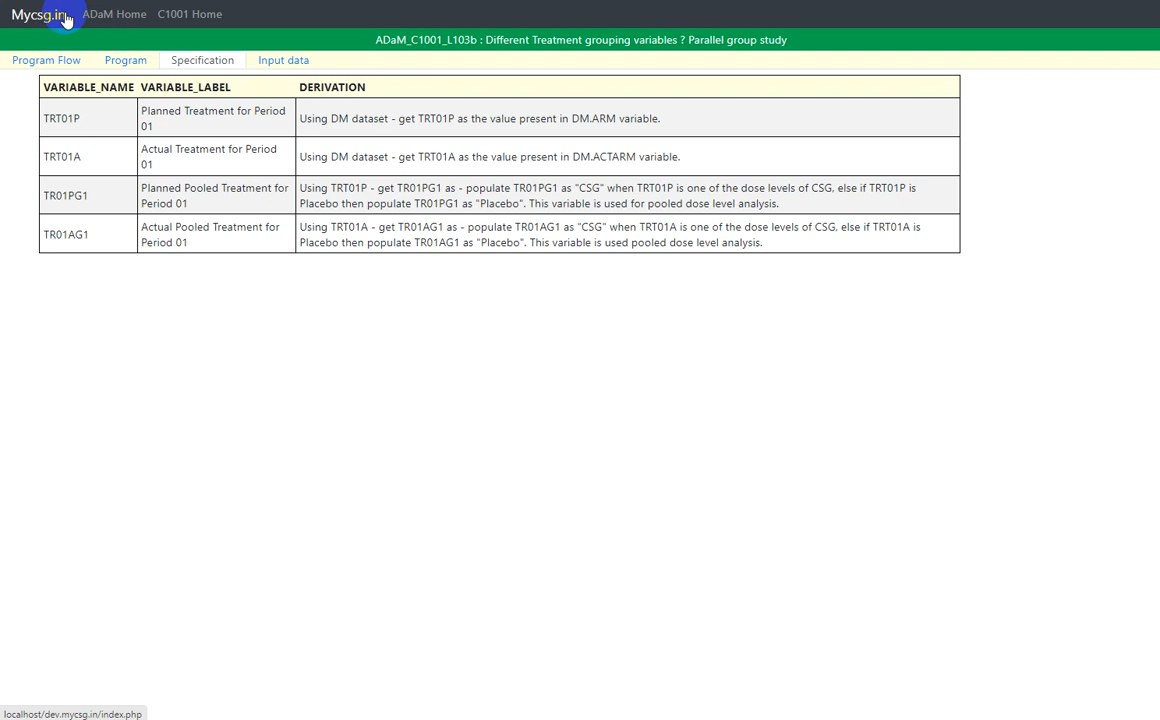 Mycsg.in ADaM Home C1001 Home
ADaM_C1001_L103b : Different Treatment grouping variables ? Parallel group study
Program Flow Program Specification Input data
VARIABLE_NAME VARIABLE_LABEL DERIVATION
TRT01P
Planned Treatment for Period
01
Using DM dataset - get TRT01P as the value present in DM.ARM variable.
TRT01A
Actual Treatment for Period
01
Using DM dataset - get TRT01A as the value present in DM.ACTARM variable.
TR01PG1
Planned Pooled Treatment for
Period 01
Using TRT01P - get TR01PG1 as - populate TR01PG1 as "CSG" when TRT01P is one of the dose levels of CSG, else if TRT01P is
Placebo then populate TR01PG1 as "Placebo". This variable is used for pooled dose level analysis.
TR01AG1
Actual Pooled Treatment for
Period 01
Using TRT01A - get TR01AG1 as - populate TR01AG1 as "CSG" when TRT01A is one of the dose levels of CSG, else if TRT01A is
Placebo then populate TR01AG1 as "Placebo". This variable is used pooled dose level analysis.
localhost/dev.mycsg.in/index.php